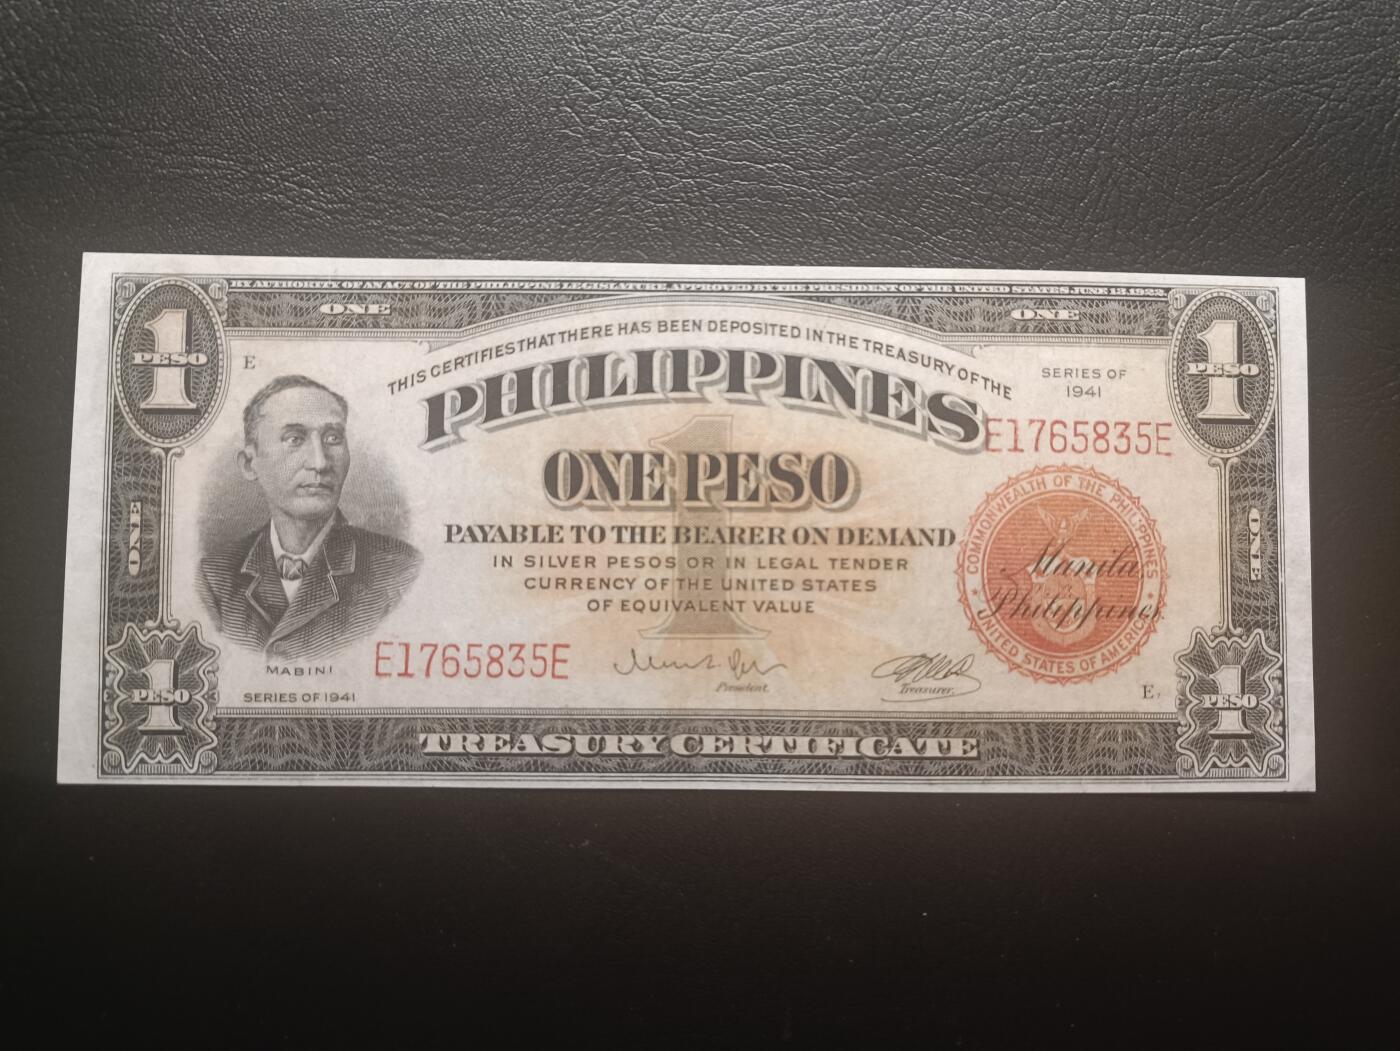 BY AUTHORITY OF AN ACT OF THE PHILIPPINE LEGISLATURE, APPROVED BY THE PRESIDENT OF THE UNITED STATES, JUNE 13, 1922
ONE
ONE
1
PESO
1
PESO
E
THIS CERTIFIES THAT THERE HAS BEEN DEPOSITED IN THE TREASURY OF THE
PHILIPPINES
SERIES OF
1941
E1765835E
1
ONE PESO
PAYABLE TO THE BEARER ON DEMAND
IN SILVER PESOS OR IN LEGAL TENDER
CURRENCY OF THE UNITED STATES
OF EQUIVALENT VALUE
ONE
ONE
COMMONWEALTH OF THE PHILIPPINES
UNITED STATES OF AMERICA
Manila,
Philippines
MABINI
E1765835E
President.
Treasurer.
SERIES OF 1941
E
1
PESO
1
PESO
TREASURY CERTIFICATE